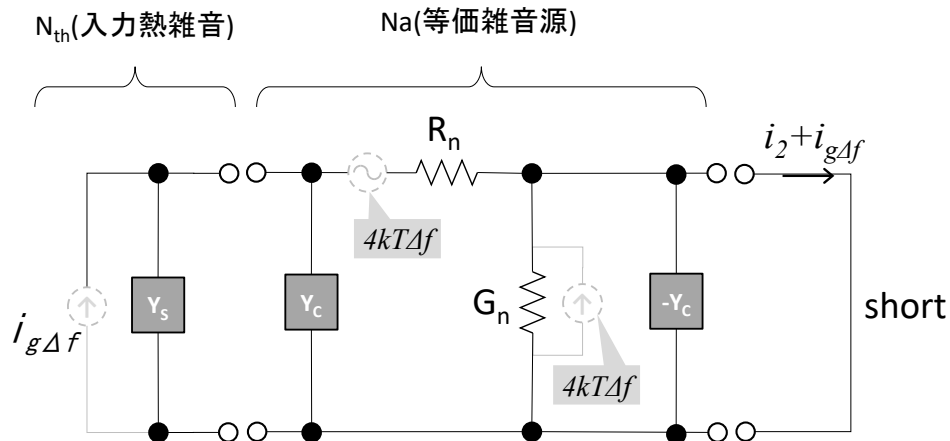 Nth(入力熱雑音)
Na(等価雑音源)
Rn
i2+igΔf
4kTΔf
igΔf
YS
YC
Gn
-YC
short
4kTΔf